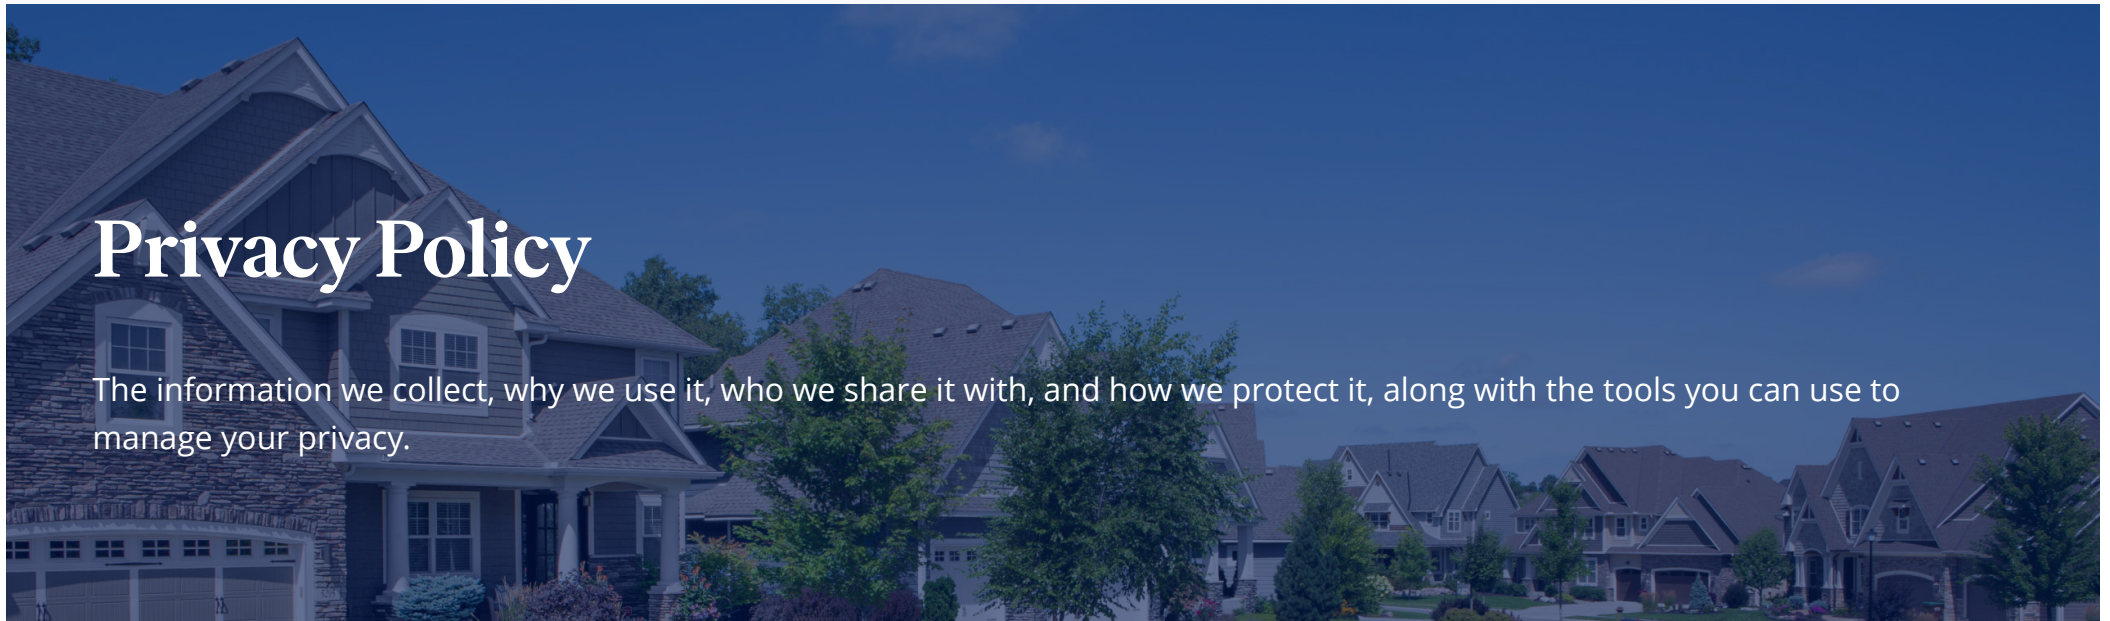 Privacy Policy
The information we collect, why we use it, who we share it with, and how we protect it, along with the tools you can use to
manage your privacy.